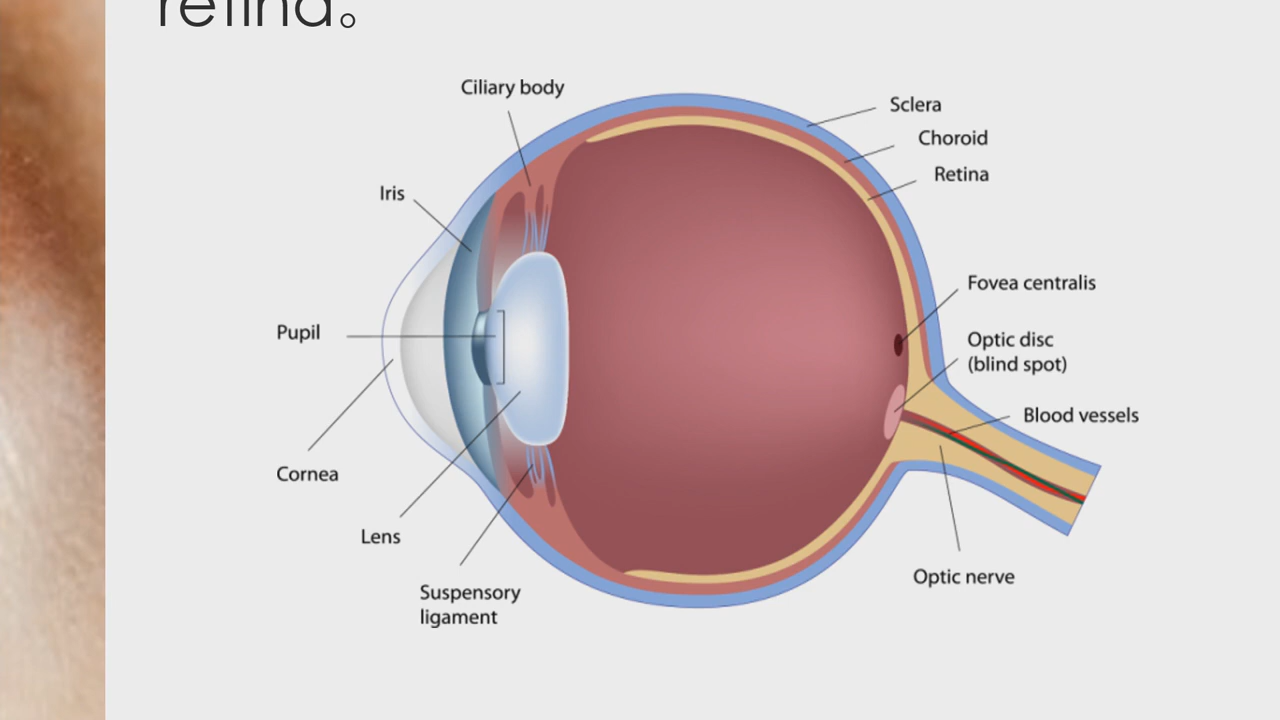 retina。
Ciliary body
Sclera
Choroid
Retina
Iris
Fovea centralis
Pupil
Optic disc
(blind spot)
Blood vessels
Cornea
Lens
Optic nerve
Suspensory
ligament